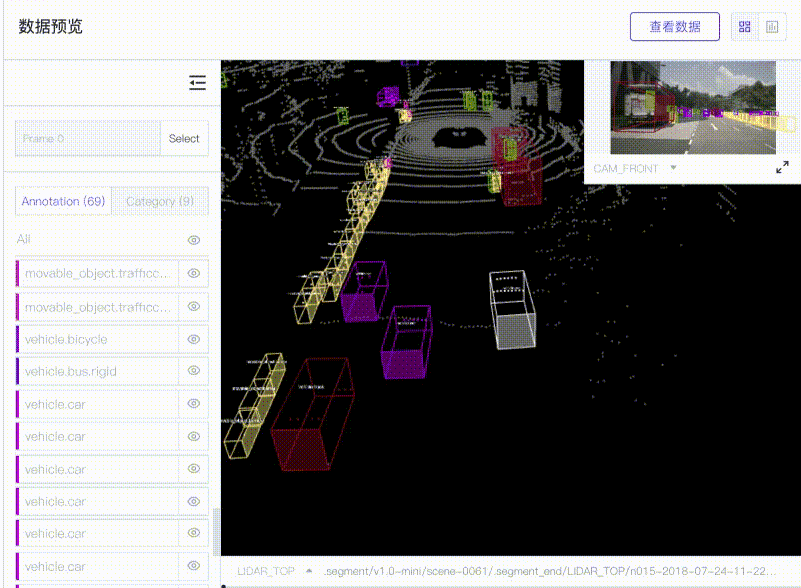 数据预览
查看数据
Frame 0
Select
Annotation (69)
Category (9)
All
movable_object.trafficc...
movable_object.trafficc...
vehicle.bicycle
vehicle.bus.rigid
vehicle.car
vehicle.car
vehicle.car
vehicle.car
vehicle.car
vehicle.car
CAM_FRONT
LIDAR_TOP
.segment/v1.0-mini/scene-0061/.segment_end/LIDAR_TOP/n015-2018-07-24-11-22...